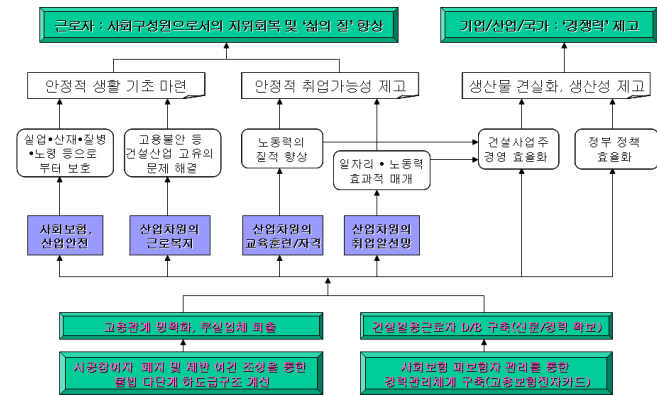 근로자 : 사회구성원으로서의 지위회복 및 '삶의 질' 향상
기업/산업/국가 : '경쟁력' 제고
안정적 생활 기초 마련
안정적 취업가능성 제고
생산물 견실화, 생산성 제고
실업•산재•질병
•노령 등으로
부터 보호
고용불안 등
건설산업 고유의
문제 해결
노동력의
질적 향상
일자리 • 노동력
효과적 매개
건설사업주
경영 효율화
정부 정책
효율화
사회보험,
산업안전
산업차원의
근로복지
산업차원의
교육훈련/자격
산업차원의
취업알선망
고용관계 명확화, 부실업체 퇴출
건설일용근로자 D/B 구축(신분/경력 확보)
시공참여자 폐지 및 제반 여건 조성을 통한
불법 다단계 하도급구조 개선
사회보험 피보험자 관리를 통한
경력관리체계 구축(고용보험전자카드)